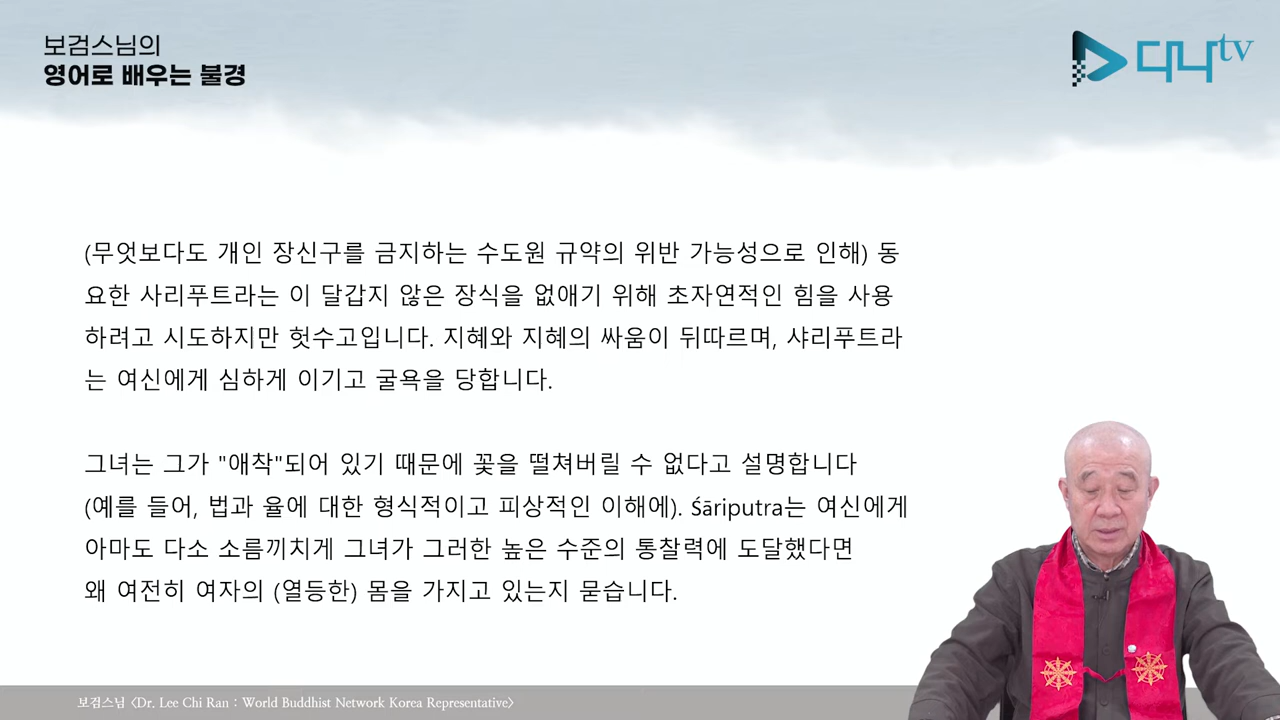 보검스님의
영어로 배우는 불경
디나tv
(무엇보다도 개인 장신구를 금지하는 수도원 규약의 위반 가능성으로 인해) 동
요한 사리푸트라는 이 달갑지 않은 장식을 없애기 위해 초자연적인 힘을 사용
하려고 시도하지만 헛수고입니다. 지혜와 지혜의 싸움이 뒤따르며, 샤리푸트라
는 여신에게 심하게 이기고 굴욕을 당합니다.
그녀는 그가 "애착"되어 있기 때문에 꽃을 떨쳐버릴 수 없다고 설명합니다
(예를 들어, 법과 율에 대한 형식적이고 피상적인 이해에). Śāriputra는 여신에게
아마도 다소 소름끼치게 그녀가 그러한 높은 수준의 통찰력에 도달했다면
왜 여전히 여자의 (열등한) 몸을 가지고 있는지 묻습니다.
보검스님 <Dr. Lee Chi Ran : World Buddhist Network Korea Representative>